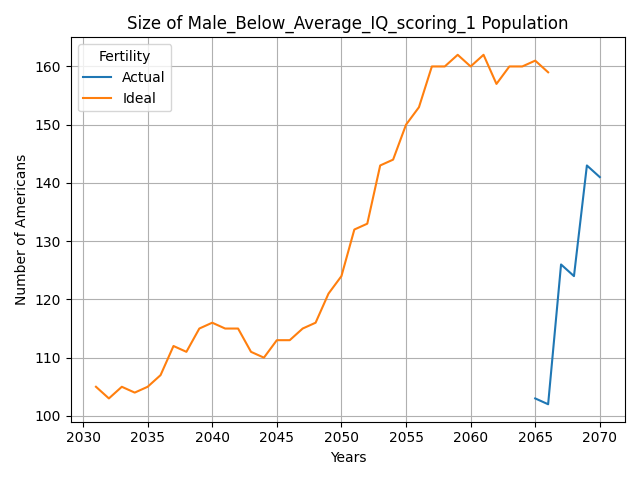 Size of Male_Below_Average_IQ_scoring_1 Population
Fertility
Actual
Ideal
Number of Americans
160
150
140
130
120
110
100
2030 2035 2040 2045 2050 2055 2060 2065 2070
Years